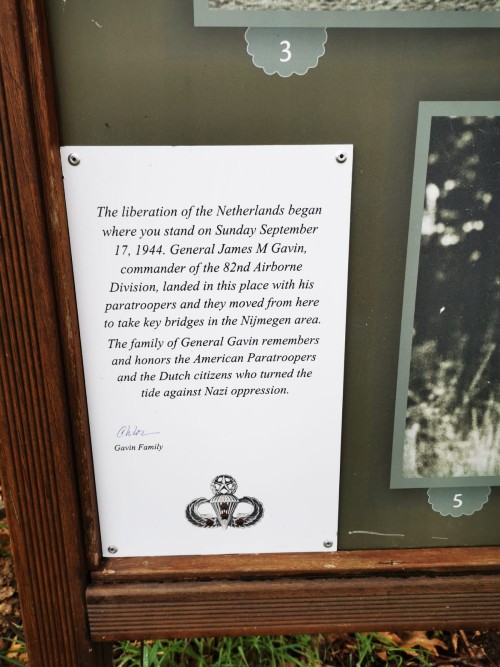 3
The liberation of the Netherlands began
where you stand on Sunday September
17, 1944. General James M Gavin,
commander of the 82nd Airborne
Division, landed in this place with his
paratroopers and they moved from here
to take key bridges in the Nijmegen area.
The family of General Gavin remembers
and honors the American Paratroopers
and the Dutch citizens who turned the
tide against Nazi oppression.
Gavin Family
5